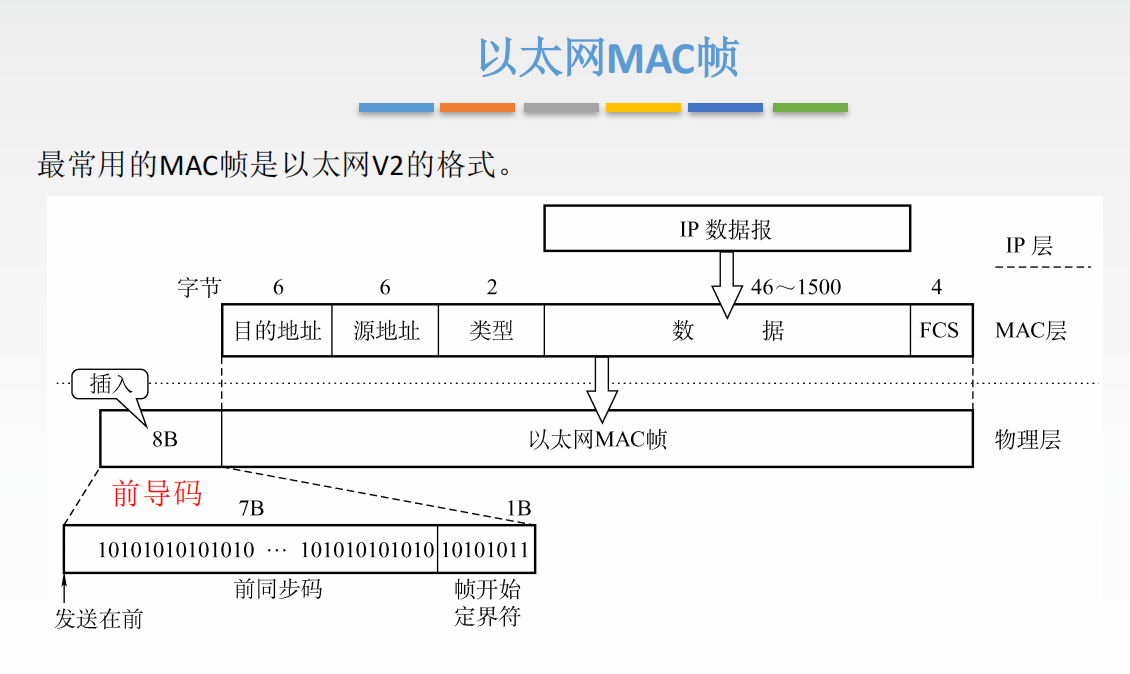 以太网MAC帧
最常用的MAC帧是以太网V2的格式。
IP 数据报
IP 层
字节 6 6 2 46～1500 4
目的地址 源地址 类型 数 据 FCS MAC层
插入
8B 以太网MAC帧 物理层
前导码
7B 1B
10101010101010 ··· 101010101010 10101011
前同步码 帧开始
定界符
发送在前